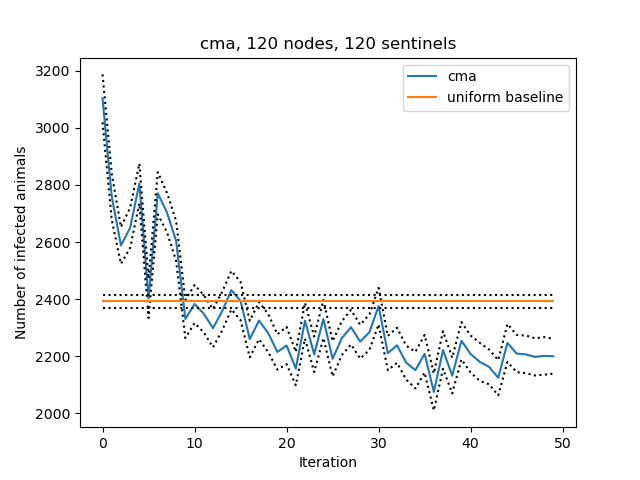 cma, 120 nodes, 120 sentinels
cma
uniform baseline
Number of infected animals
3200
3000
2800
2600
2400
2200
2000
0 10 20 30 40 50
Iteration